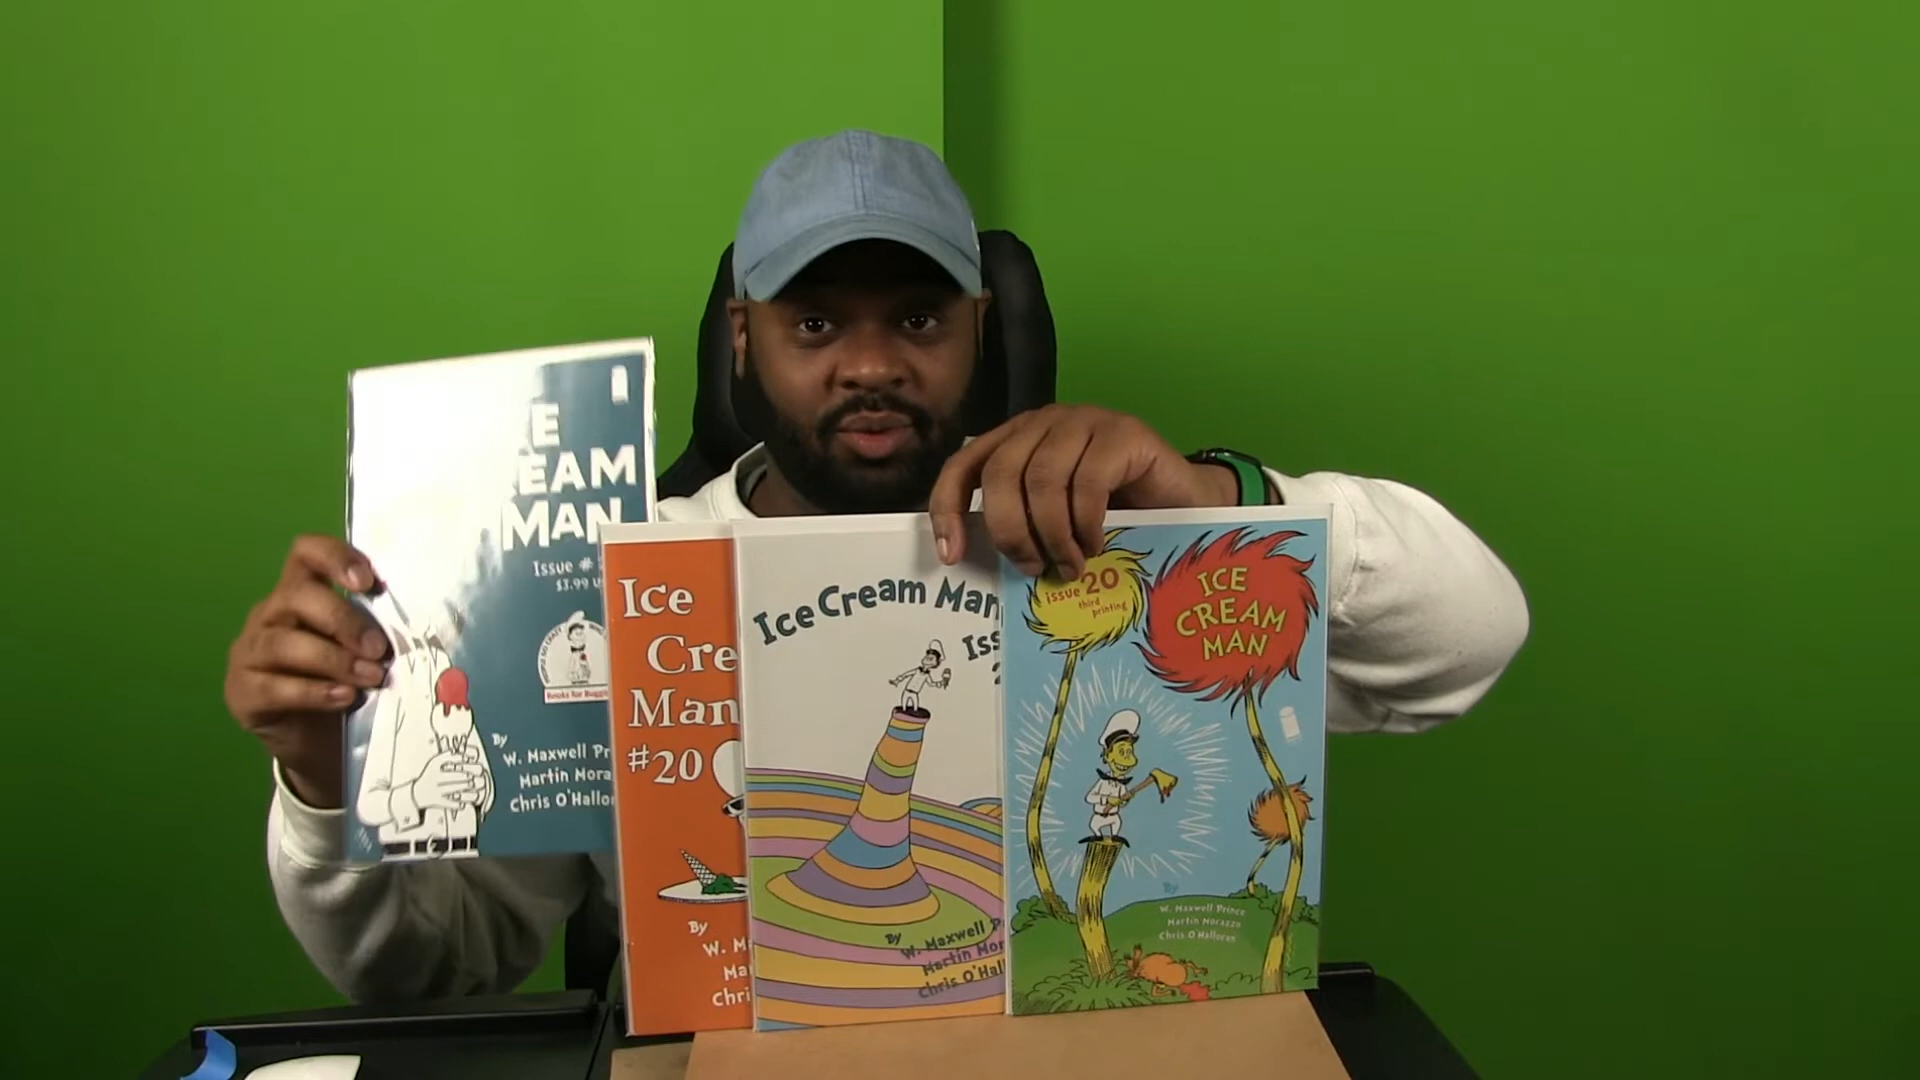 E
EAM
MAN
Issue #
$3.99 U
Books for Buggin
By
W. Maxwell Pr
Martin Mora
Chris O'Hallor
Ice
Cre
Man
#20
By
W. M
Ma
Chri
Ice Cream Man
Iss
By
W. Maxwell P
Martin Mor
Chris O'Hal
issue 20
third
printing
ICE
CREAM
MAN
By
W. Maxwell Prince
Martin Morazzo
Chris O'Halloran